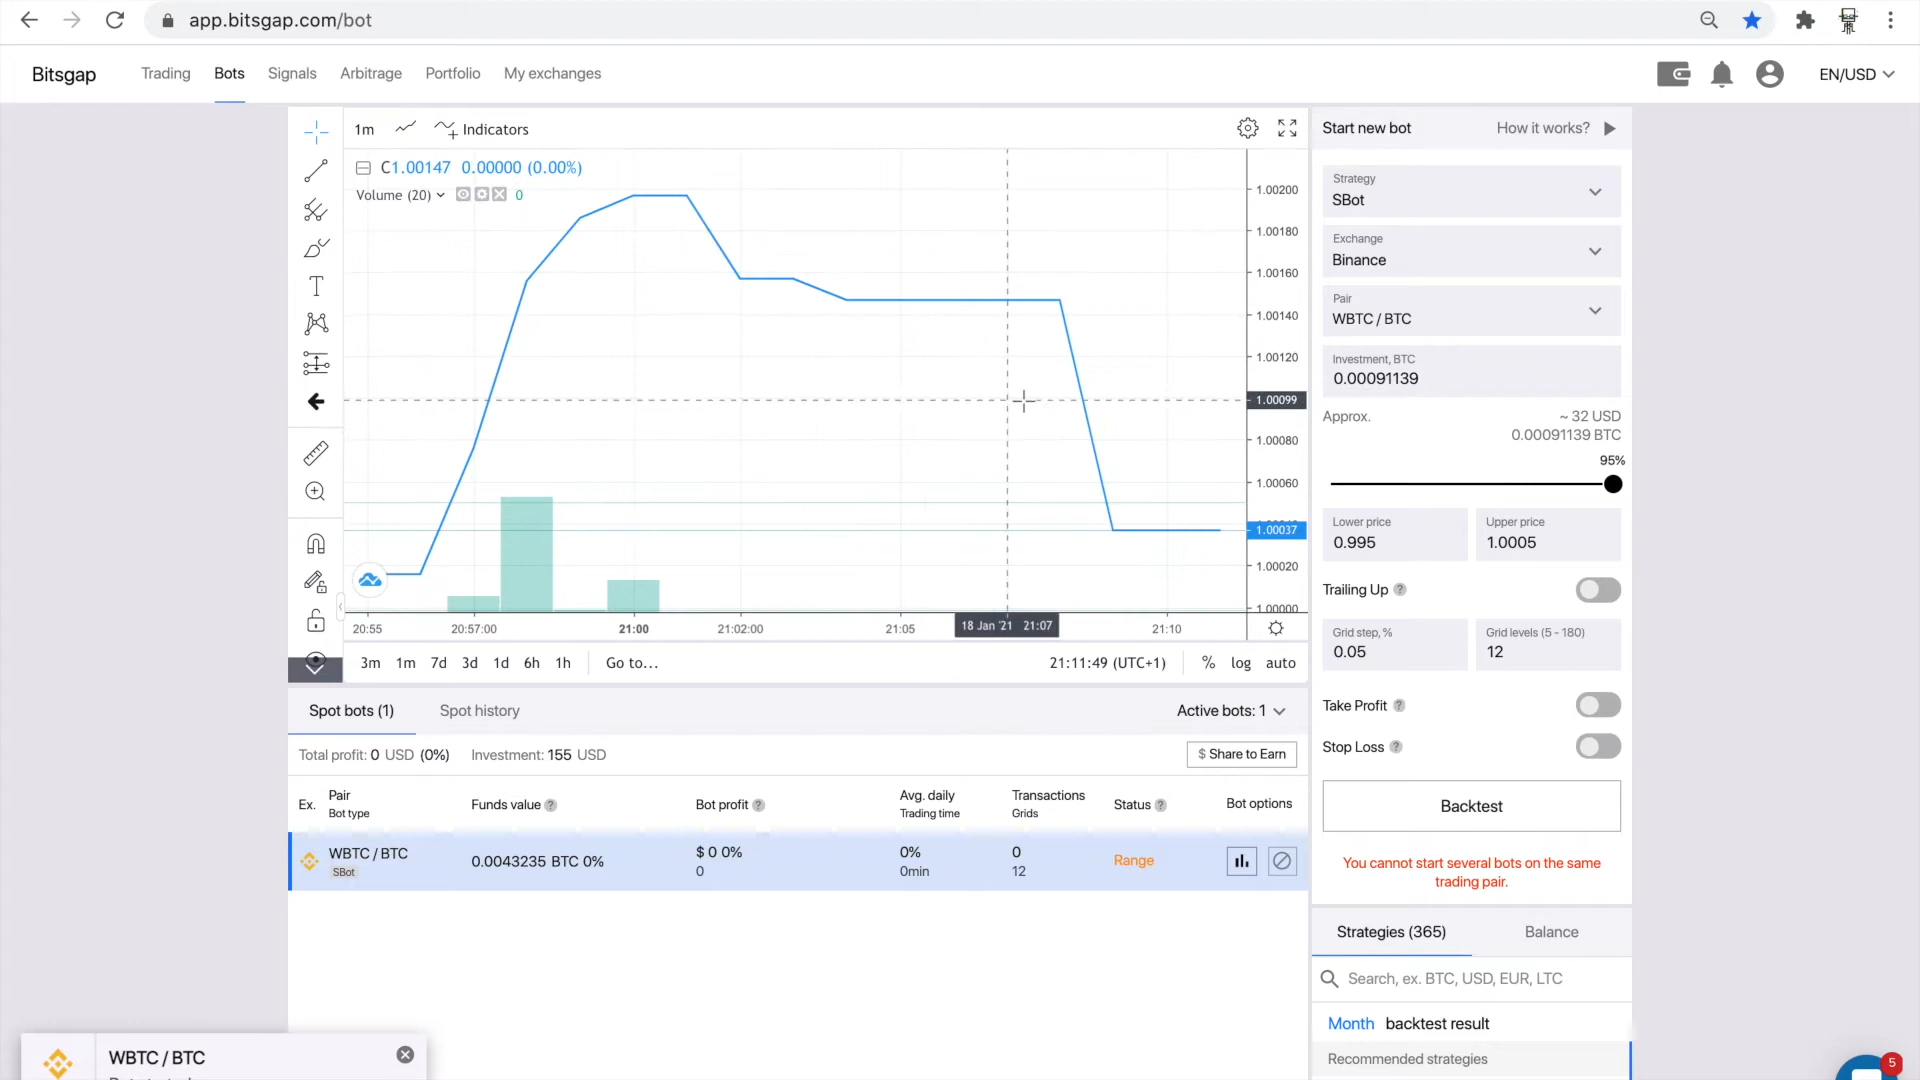 app.bitsgap.com/bot
Bitsgap
Trading
Bots
Signals
Arbitrage
Portfolio
My exchanges
EN/USD
1m
Indicators
C1.00147 0.00000 (0.00%)
Volume (20)
0
1.00200
1.00180
1.00160
1.00140
1.00120
1.00099
1.00080
1.00060
1.00037
1.00020
1.00000
20:55
20:57:00
21:00
21:02:00
21:05
18 Jan '21 21:07
21:10
3m
1m
7d
3d
1d
6h
1h
Go to...
21:11:49 (UTC+1)
%
log
auto
Spot bots (1)
Spot history
Active bots: 1
Total profit: 0 USD (0%)
Investment: 155 USD
$ Share to Earn
Ex.
Pair
Bot type
Funds value ?
Bot profit ?
Avg. daily
Trading time
Transactions
Grids
Status ?
Bot options
WBTC / BTC
SBot
0.0043235 BTC 0%
$ 0 0%
0
0%
0min
0
12
Range
Start new bot
How it works?
Strategy
SBot
Exchange
Binance
Pair
WBTC / BTC
Investment, BTC
0.00091139
Approx.
~ 32 USD
0.00091139 BTC
95%
Lower price
0.995
Upper price
1.0005
Trailing Up ?
Grid step, %
0.05
Grid levels (5 - 180)
12
Take Profit ?
Stop Loss ?
Backtest
You cannot start several bots on the same
trading pair.
Strategies (365)
Balance
Search, ex. BTC, USD, EUR, LTC
Month backtest result
Recommended strategies
WBTC / BTC
5